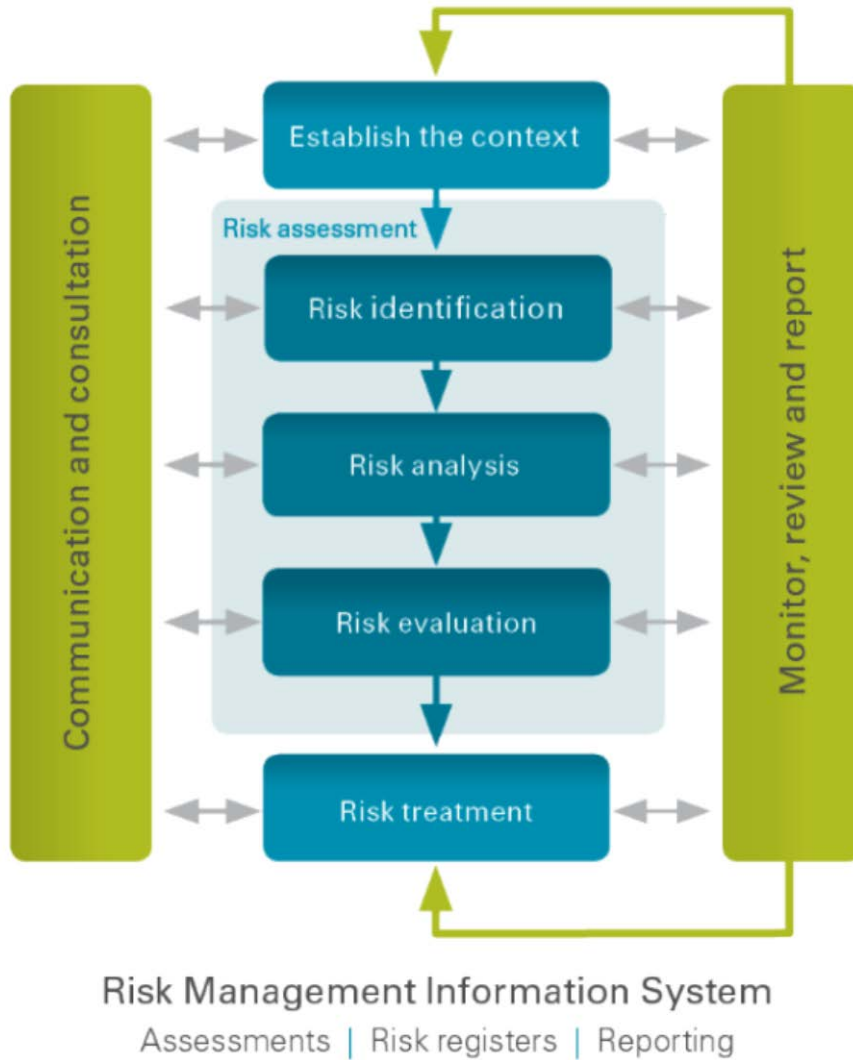 Establish the context
Communication and consultation
Risk assessment
Risk identification
Risk analysis
Risk evaluation
Risk treatment
Monitor, review and report
Risk Management Information System
Assessments | Risk registers | Reporting